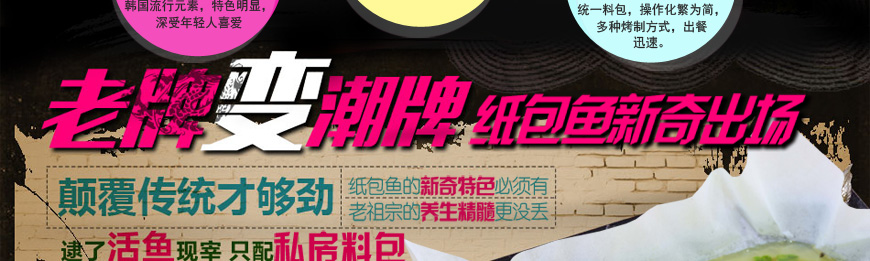 韩国流行元素，特色明显，
深受年轻人喜爱
统一料包，操作化繁为简，
多种烤制方式，出餐
迅速。
老牌变潮牌 纸包鱼新奇出场
颠覆传统才够劲
纸包鱼的新奇特色必须有
老祖宗的养生精髓更没丢
逮了活鱼现宰 只配私房料包